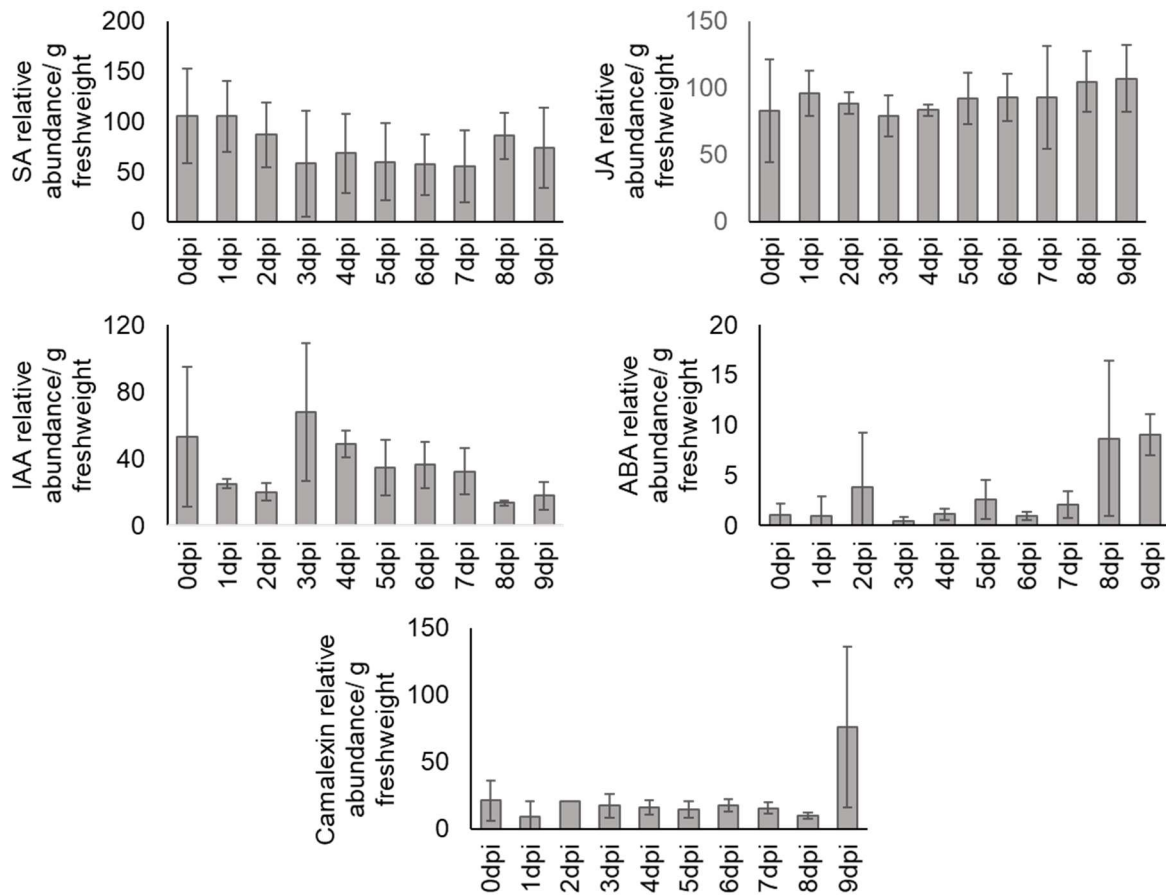 SA relative
abundance/ g
freshweight
200
150
100
50
0
0dpi
1dpi
2dpi
3dpi
4dpi
5dpi
6dpi
7dpi
8dpi
9dpi
JA relative
abundance/ g
freshweight
150
100
50
0
0dpi
1dpi
2dpi
3dpi
4dpi
5dpi
6dpi
7dpi
8dpi
9dpi
IAA relative
abundance/ g
freshweight
120
80
40
0
0dpi
1dpi
2dpi
3dpi
4dpi
5dpi
6dpi
7dpi
8dpi
9dpi
ABA relative
abundance/ g
freshweight
20
15
10
5
0
0dpi
1dpi
2dpi
3dpi
4dpi
5dpi
6dpi
7dpi
8dpi
9dpi
Camalexin relative
abundance/ g
freshweight
150
100
50
0
0dpi
1dpi
2dpi
3dpi
4dpi
5dpi
6dpi
7dpi
8dpi
9dpi